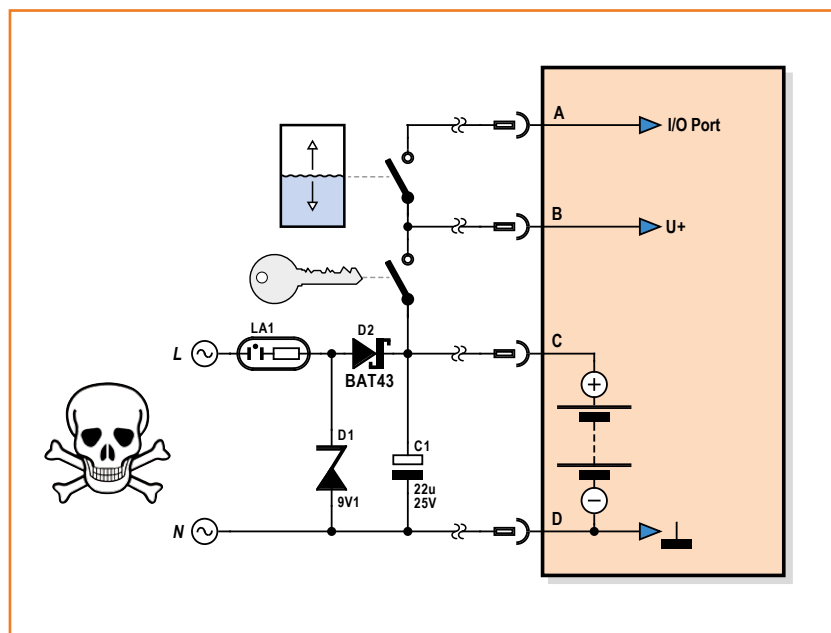 A
I/O Port
B
U+
LA1
D2
C
L
BAT43
+
D1
C1
9V1
22u
25V
−
D
N